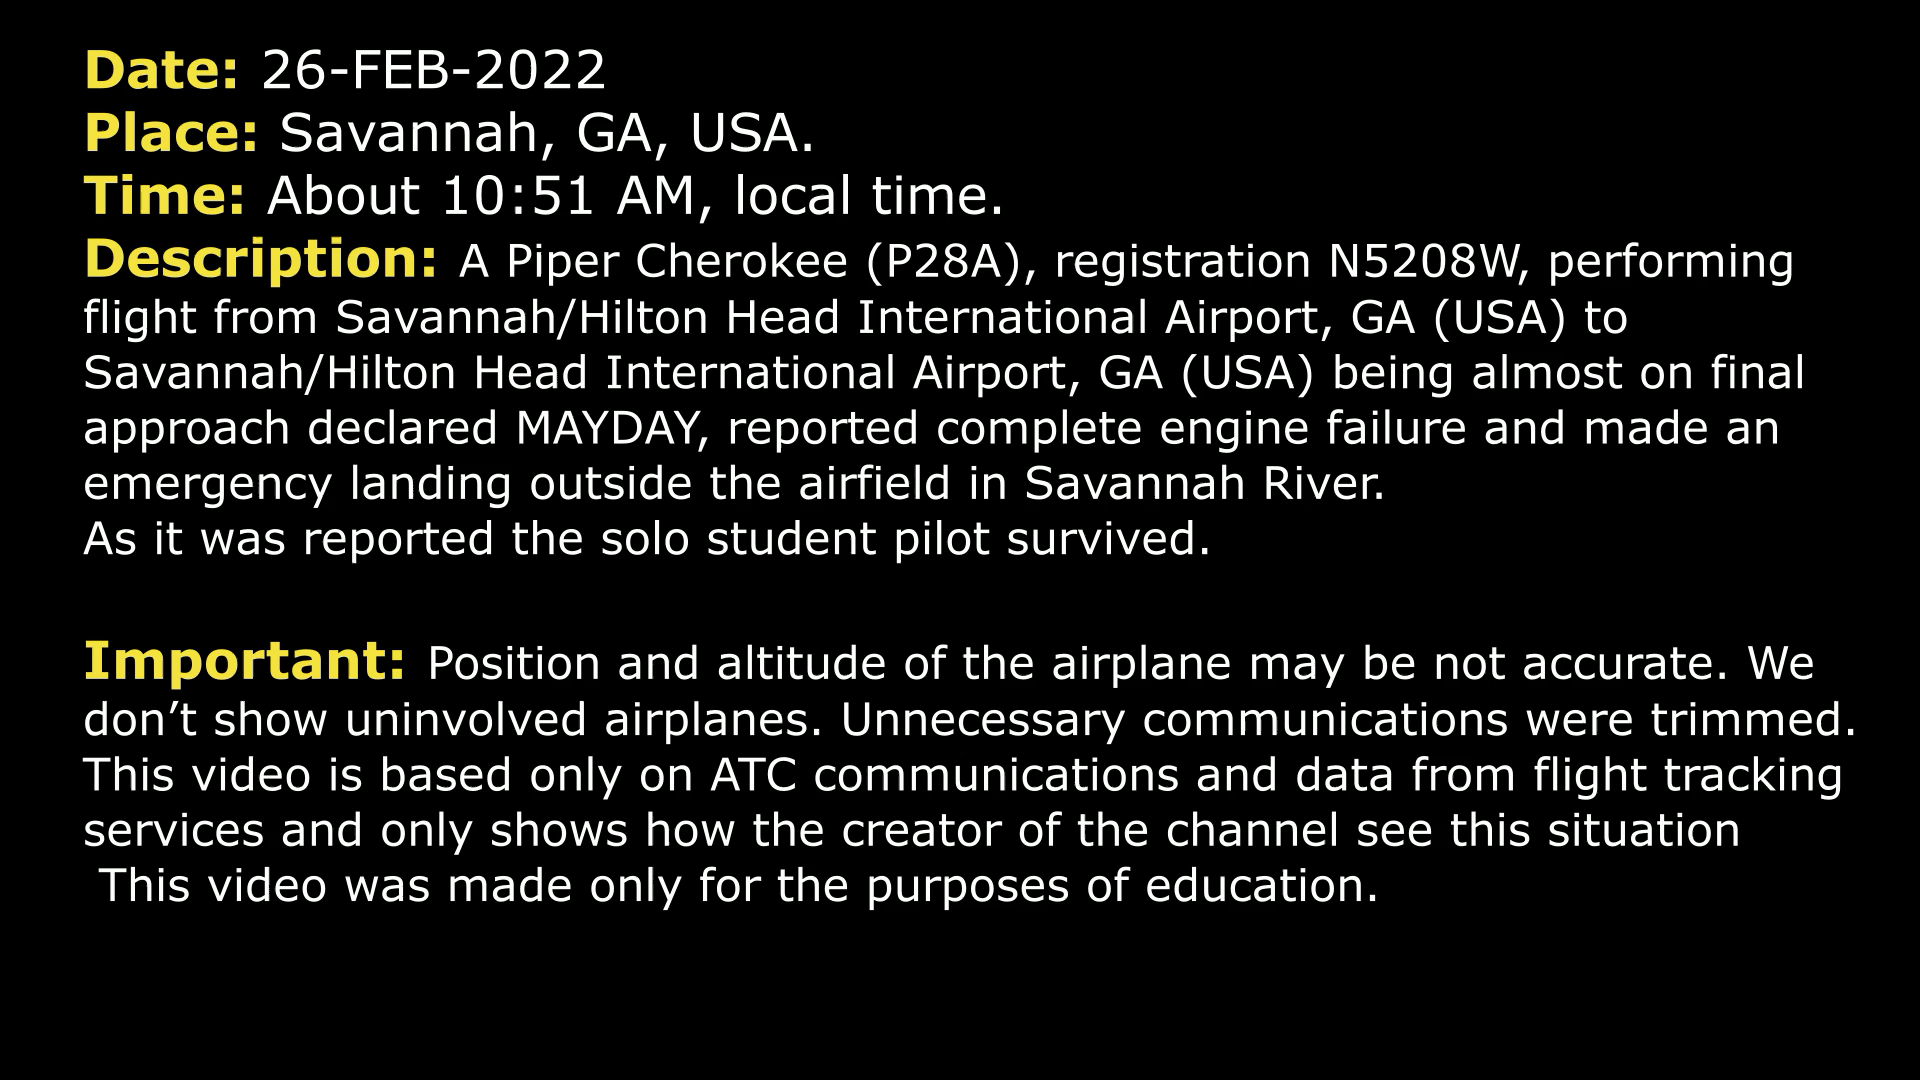 Date: 26-FEB-2022
Place: Savannah, GA, USA.
Time: About 10:51 AM, local time.
Description: A Piper Cherokee (P28A), registration N5208W, performing
flight from Savannah/Hilton Head International Airport, GA (USA) to
Savannah/Hilton Head International Airport, GA (USA) being almost on final
approach declared MAYDAY, reported complete engine failure and made an
emergency landing outside the airfield in Savannah River.
As it was reported the solo student pilot survived.
Important: Position and altitude of the airplane may be not accurate. We
don’t show uninvolved airplanes. Unnecessary communications were trimmed.
This video is based only on ATC communications and data from flight tracking
services and only shows how the creator of the channel see this situation
This video was made only for the purposes of education.